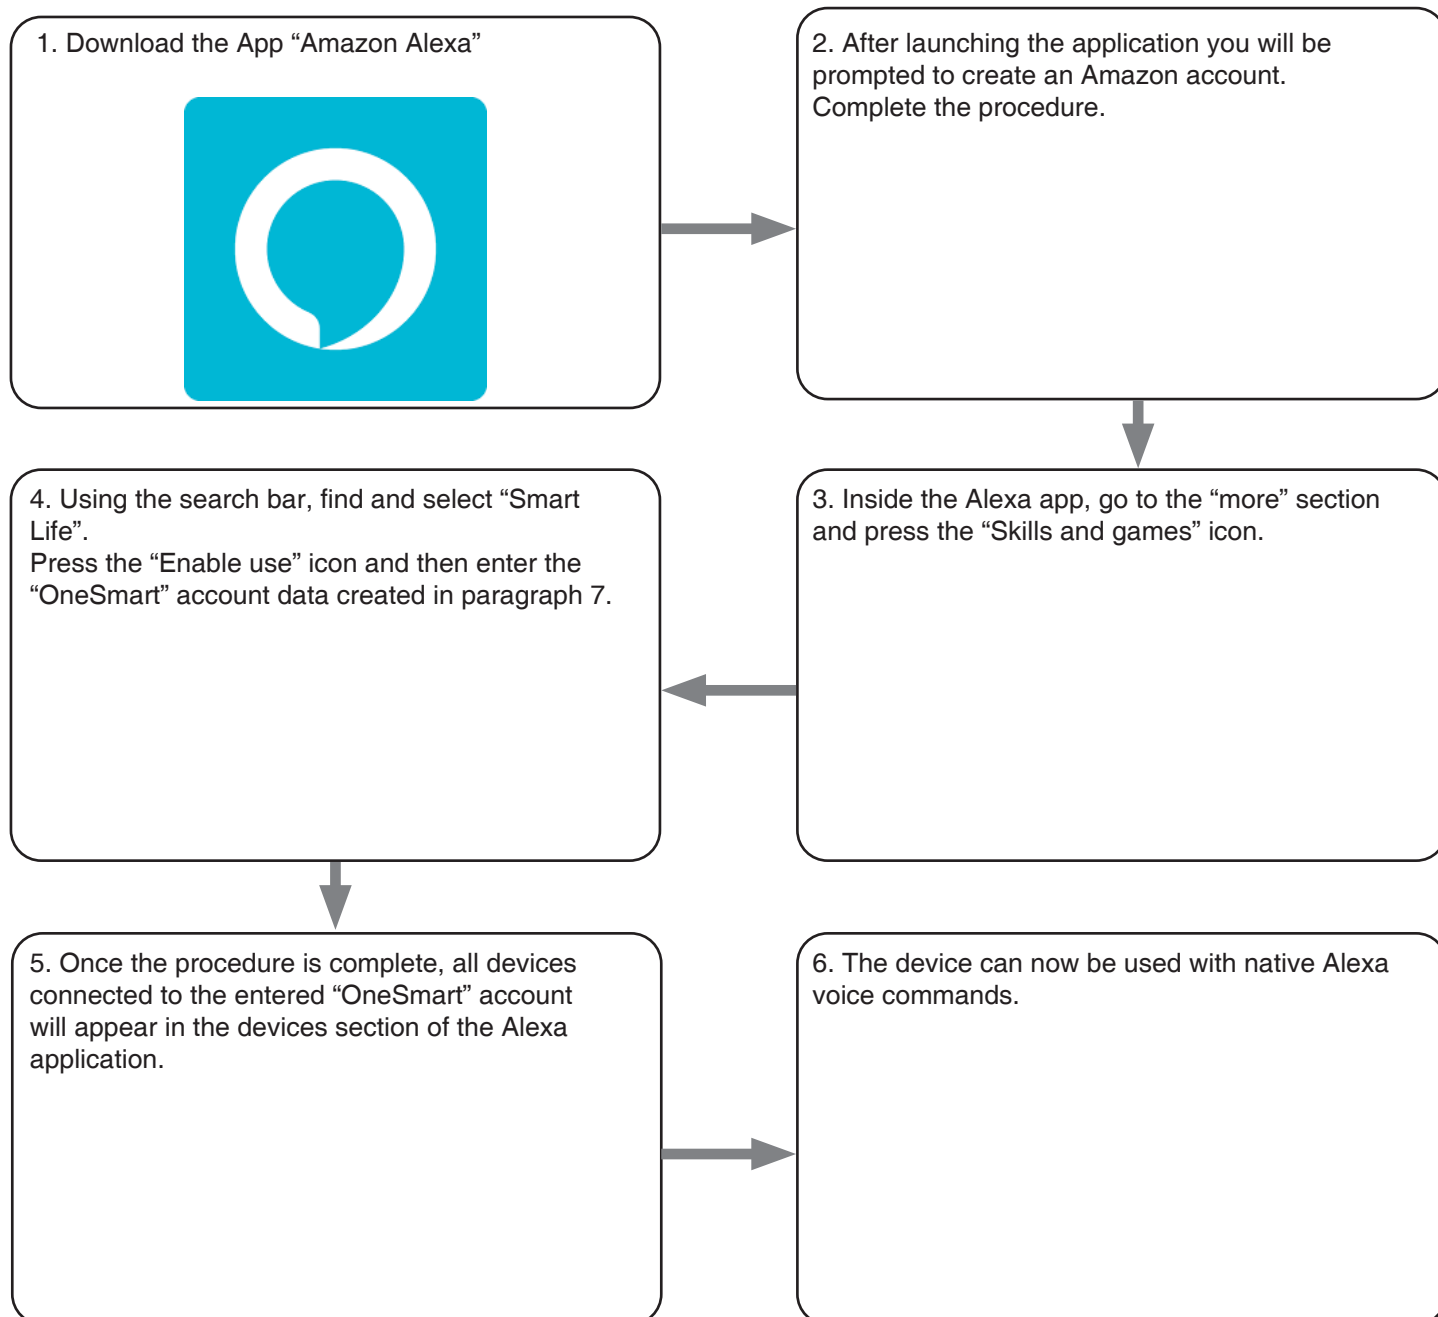 1. Download the App “Amazon Alexa”
2. After launching the application you will be
prompted to create an Amazon account.
Complete the procedure.
3. Inside the Alexa app, go to the “more” section
and press the “Skills and games” icon.
4. Using the search bar, find and select “Smart
Life”.
Press the “Enable use” icon and then enter the
“OneSmart” account data created in paragraph 7.
5. Once the procedure is complete, all devices
connected to the entered “OneSmart” account
will appear in the devices section of the Alexa
application.
6. The device can now be used with native Alexa
voice commands.